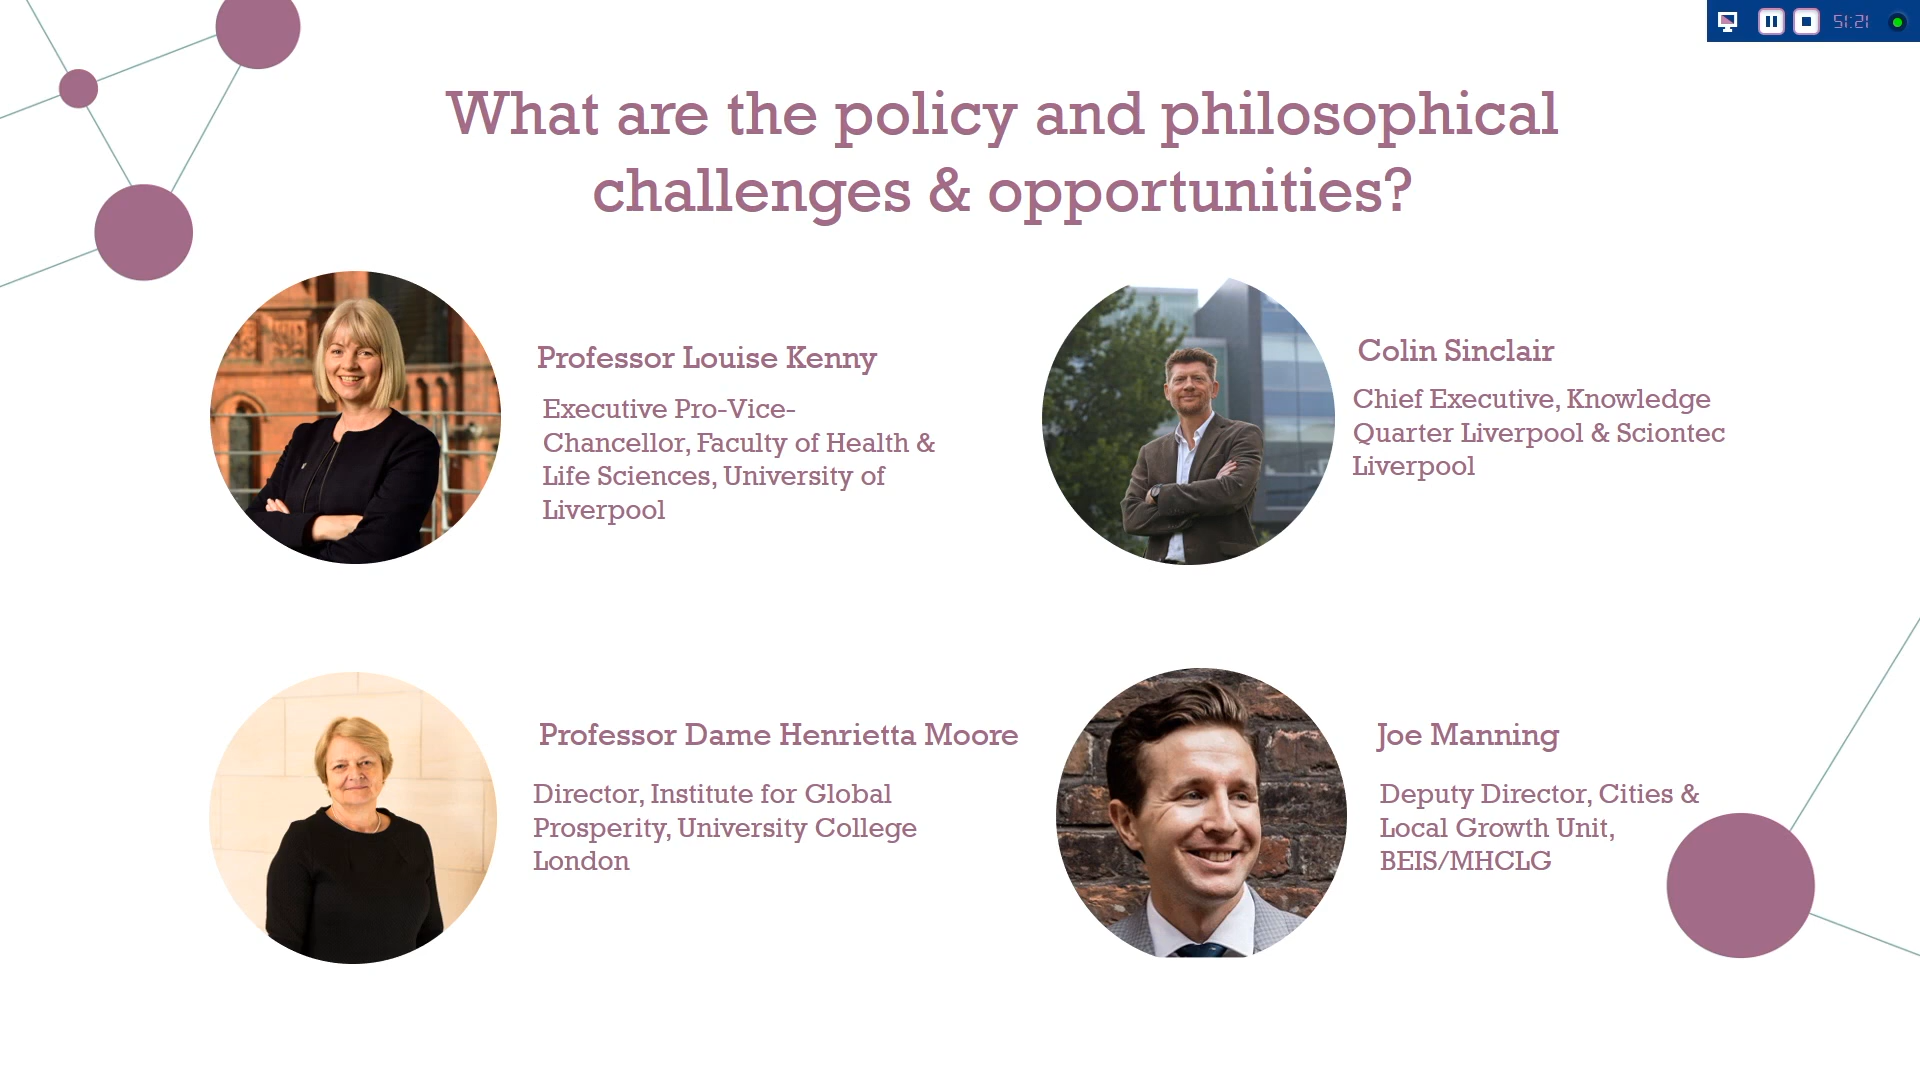 51:21
What are the policy and philosophical
challenges & opportunities?
Professor Louise Kenny
Executive Pro-Vice-
Chancellor, Faculty of Health &
Life Sciences, University of
Liverpool
Colin Sinclair
Chief Executive, Knowledge
Quarter Liverpool & Sciontec
Liverpool
Professor Dame Henrietta Moore
Director, Institute for Global
Prosperity, University College
London
Joe Manning
Deputy Director, Cities &
Local Growth Unit,
BEIS/MHCLG